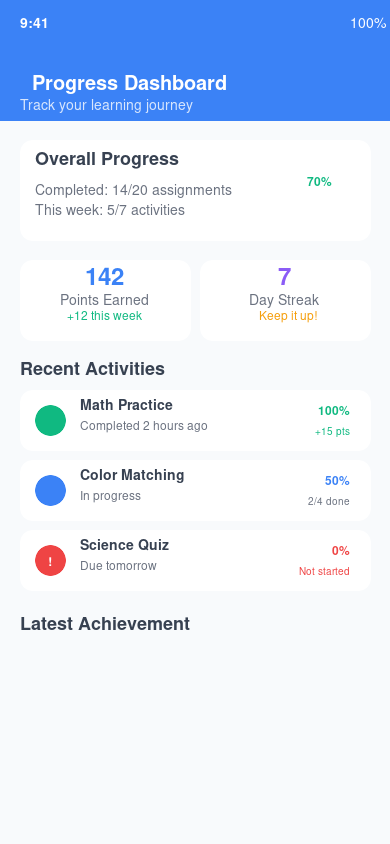 9:41 100%
Progress Dashboard
Track your learning journey
Overall Progress
Completed: 14/20 assignments
70%
This week: 5/7 activities
142
Points Earned
+12 this week
7
Day Streak
Keep it up!
Recent Activities
Math Practice
100%
Completed 2 hours ago
+15 pts
Color Matching
50%
In progress
2/4 done
Science Quiz
0%
!
Due tomorrow
Not started
Latest Achievement